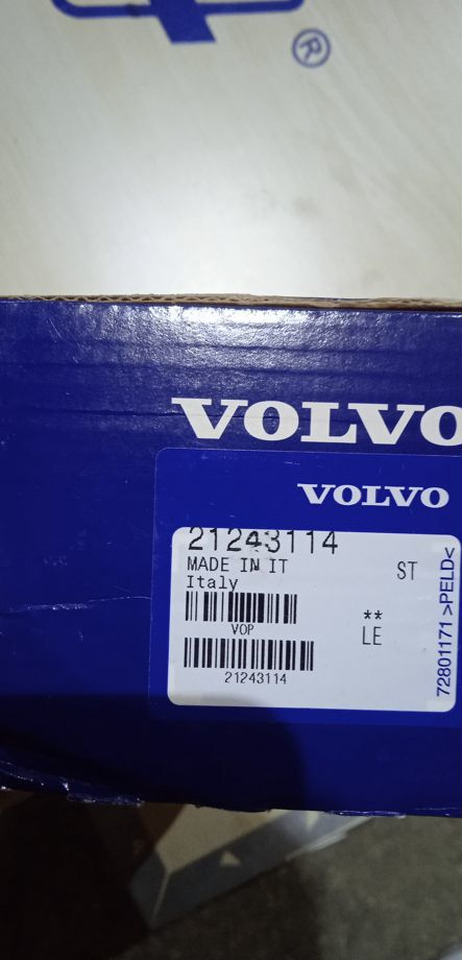 ®
VOLVO
VOLVO
21243114
MADE IN IT
Italy
ST
**
LE
VOP
21243114
72801171 >PELD<